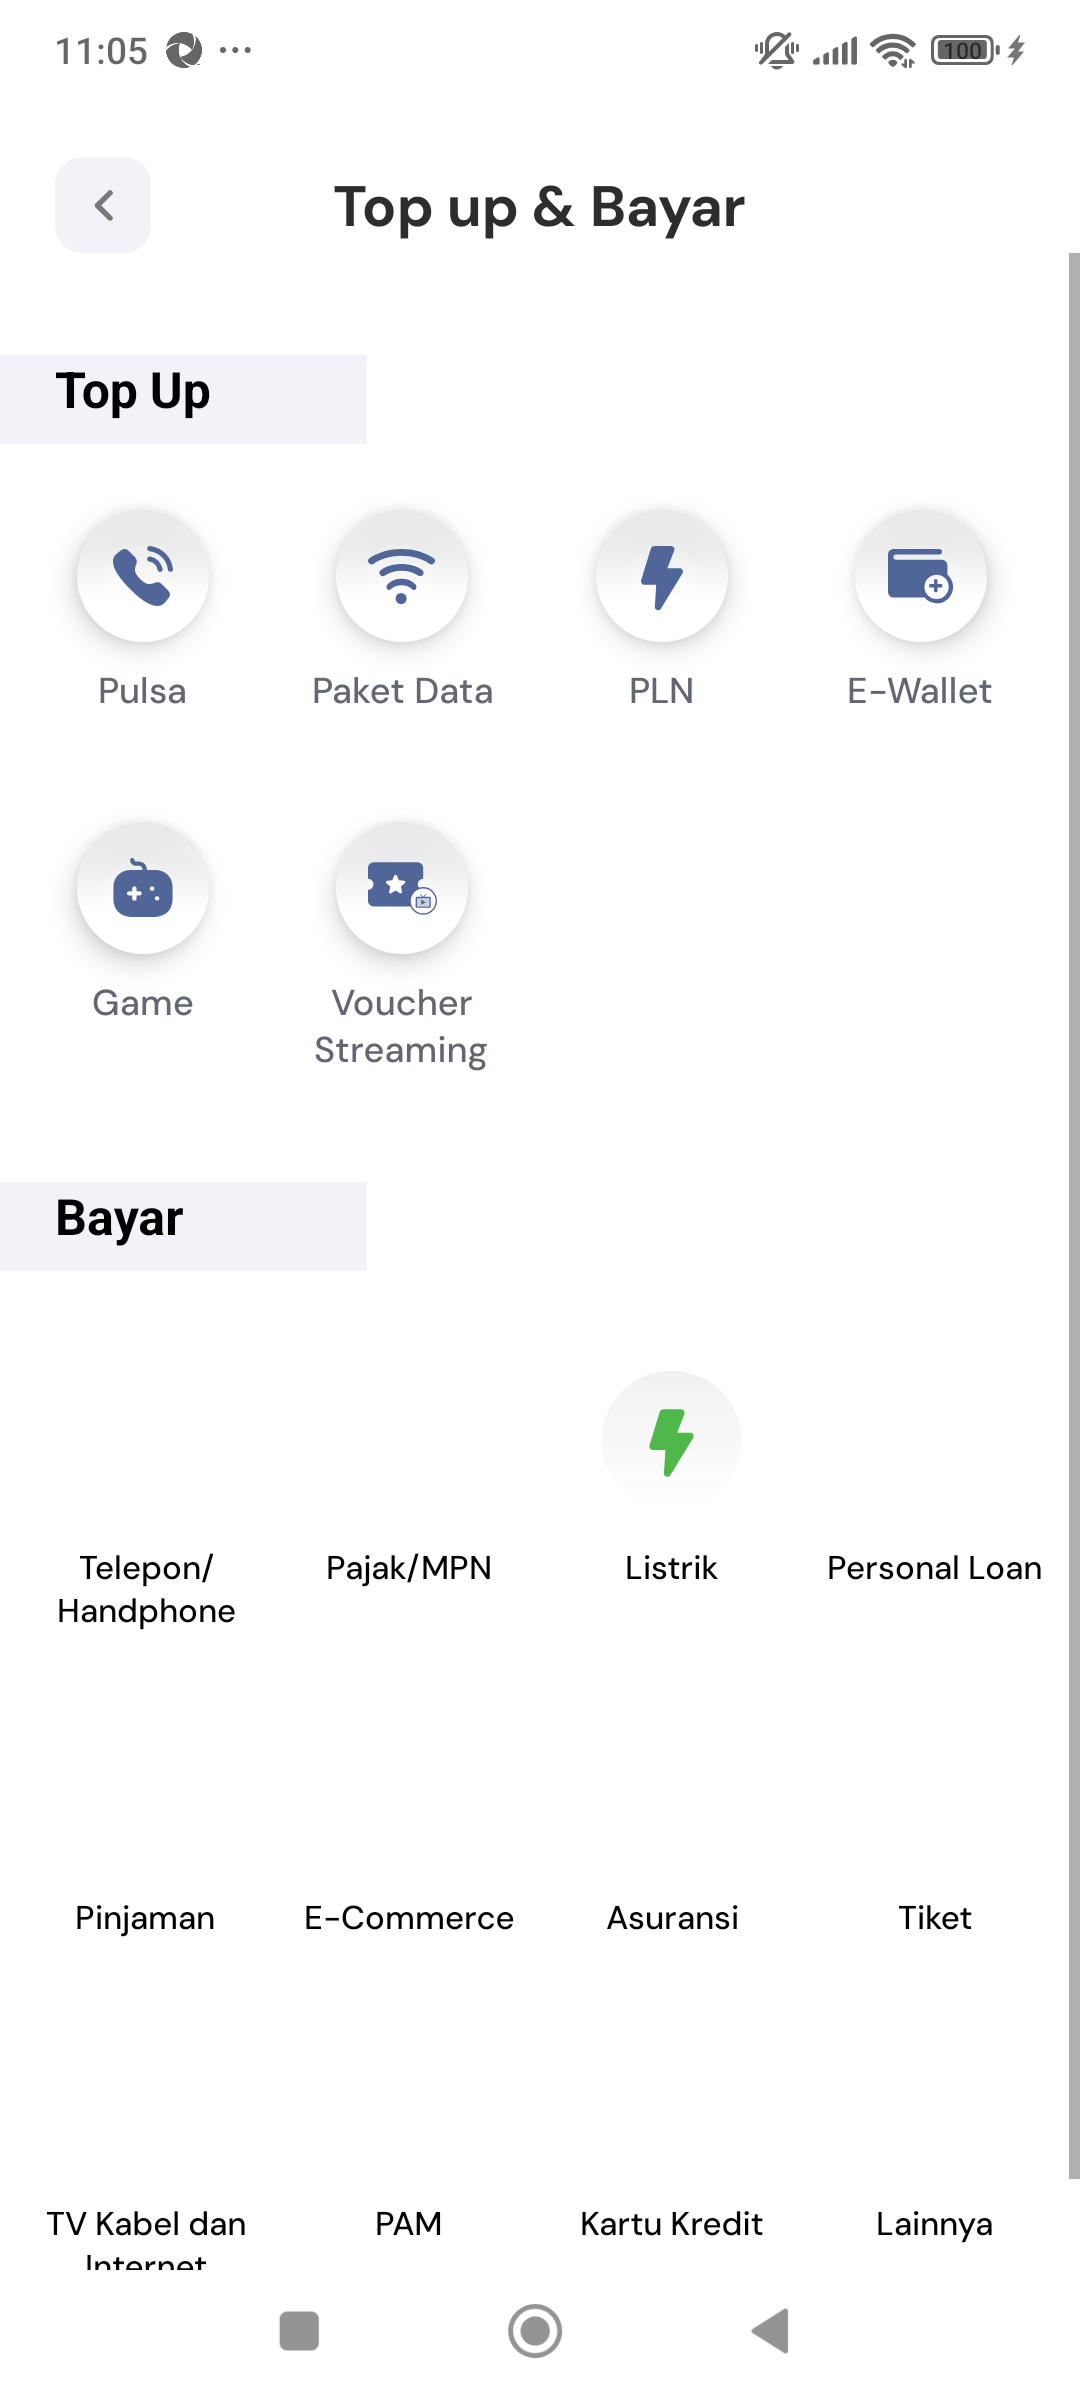 11:05
100
Top up & Bayar
Top Up
Pulsa
Paket Data
PLN
E-Wallet
Game
Voucher
Streaming
Bayar
Telepon/
Handphone
Pajak/MPN
Listrik
Personal Loan
Pinjaman
E-Commerce
Asuransi
Tiket
TV Kabel dan
Internet
PAM
Kartu Kredit
Lainnya